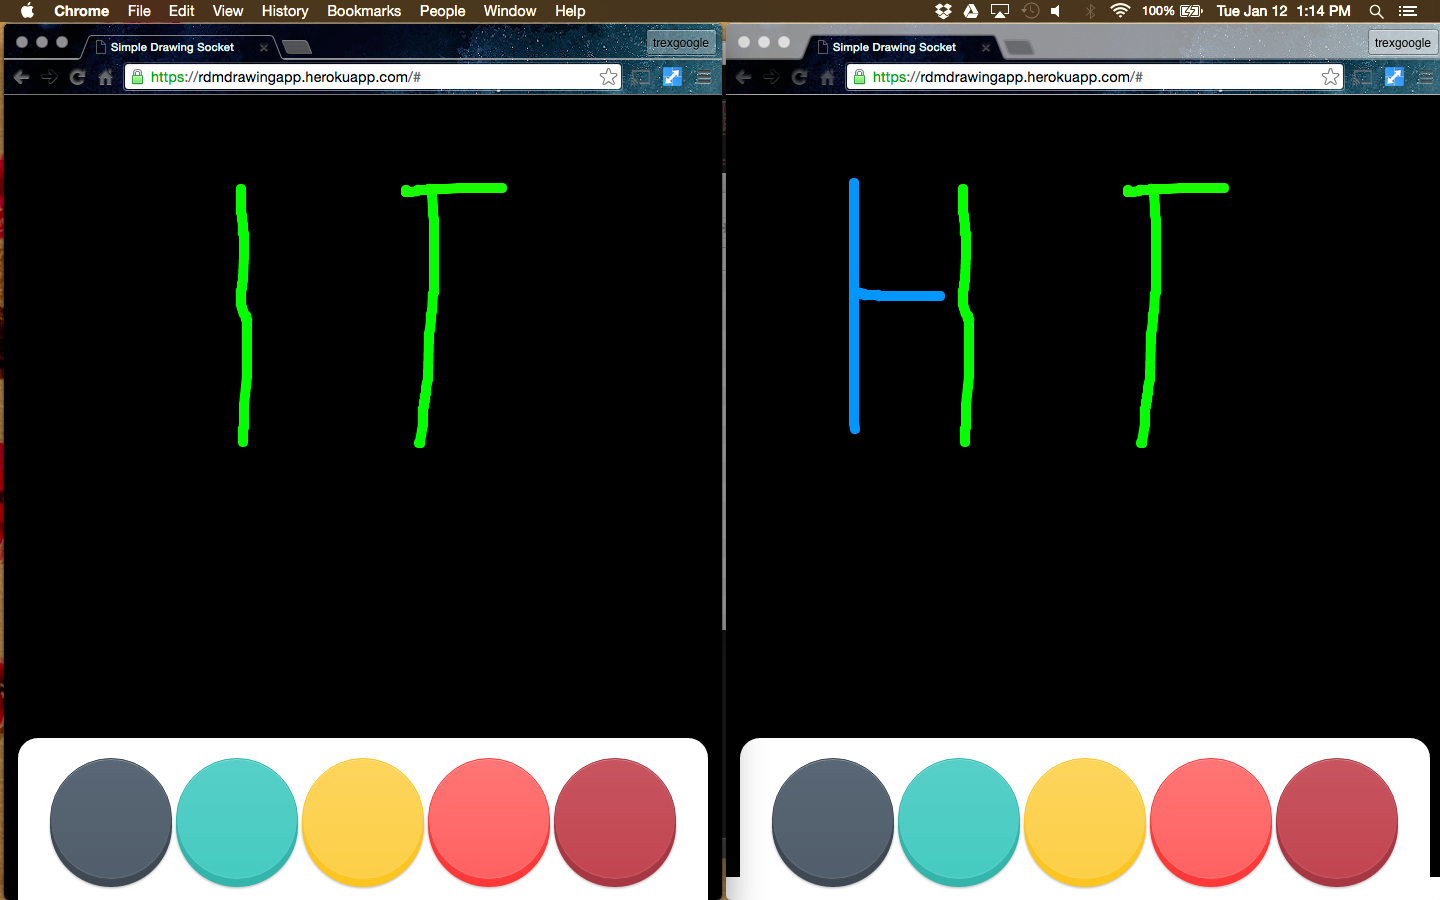 Chrome File Edit View History Bookmarks People Window Help 100% Tue Jan 12 1:14 PM
Simple Drawing Socket
trexgoogle
https://rdmdrawingapp.herokuapp.com/#
I T
Simple Drawing Socket
trexgoogle
https://rdmdrawingapp.herokuapp.com/#
H T